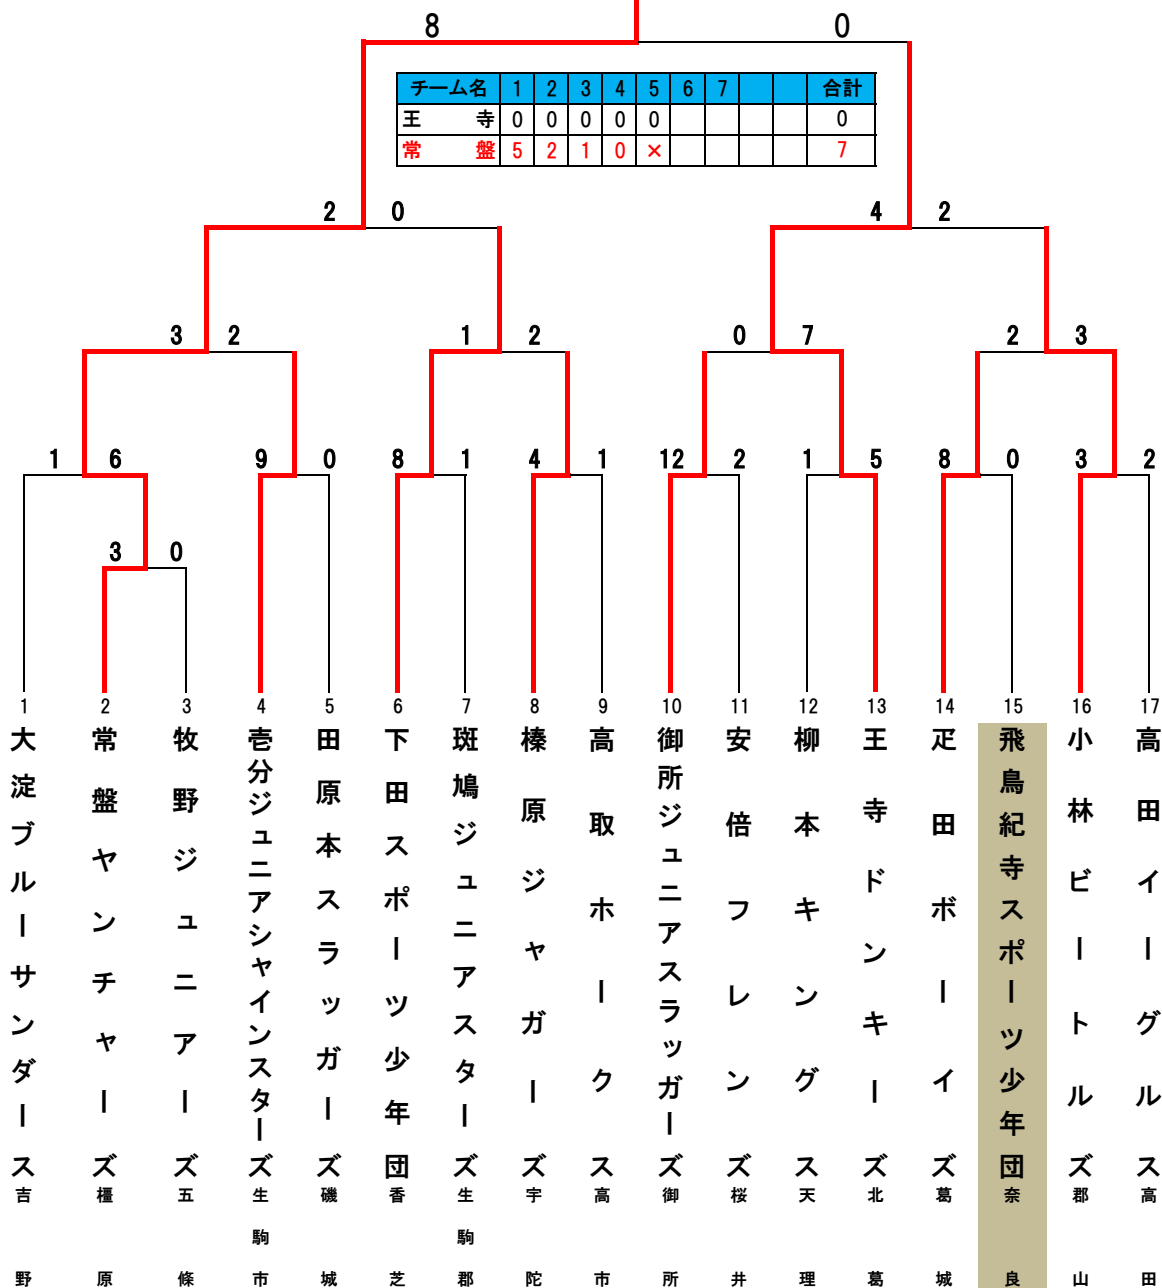 8 0
チーム名 1 2 3 4 5 6 7 合計
王寺 0 0 0 0 0 0
常盤 5 2 1 0 × 7
2 0 4 2
3 2 1 2 0 7 2 3
1 6 9 0 8 1 4 1 12 2 1 5 8 0 3 2
3 0
1 2 3 4 5 6 7 8 9 10 11 12 13 14 15 16 17
大淀ブルーサンダース
常盤ヤンチャーズ
牧野ジュニアーズ
壱分ジュニアシャインスターズ
田原本スラッガーズ
下田スポーツ少年団
斑鳩ジュニアスターズ
榛原ジャガーズ
高取ホークス
御所ジュニアスラッガーズ
安倍フレンズ
柳本キングス
王寺ドンキーズ
疋田ボーイズ
飛鳥紀寺スポーツ少年団
小林ビートルズ
高田イーグルス
吉野
橿原
五條
生駒市
磯城
香芝
生駒郡
宇陀
高市
御所
桜井
天理
北葛
葛城
奈良
郡山
高田